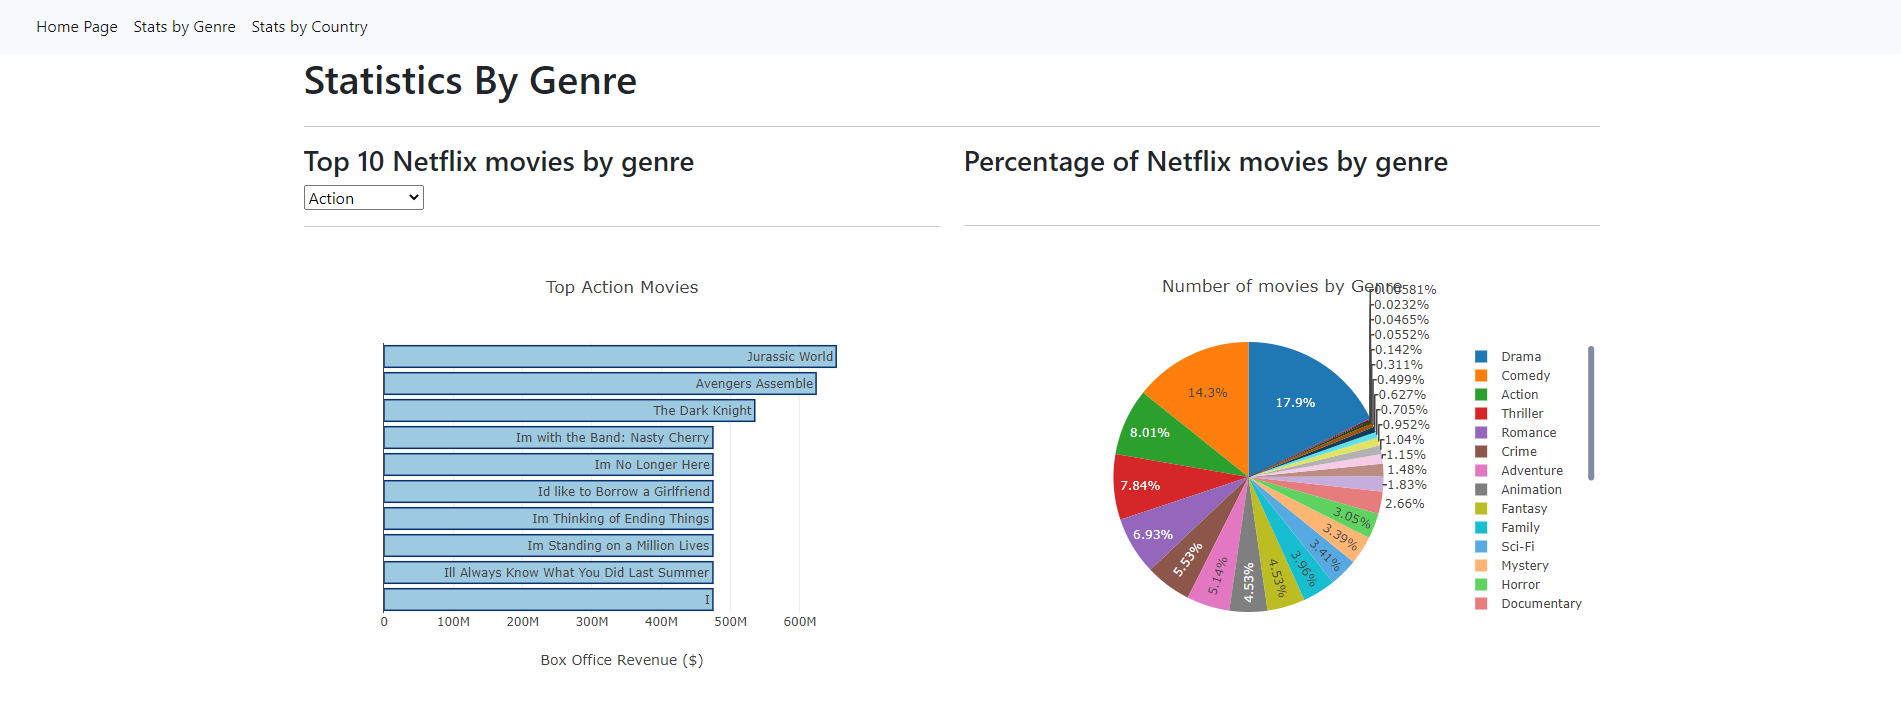 Home Page Stats by Genre Stats by Country
Statistics By Genre
Top 10 Netflix movies by genre
Action
Top Action Movies
Jurassic World
Avengers Assemble
The Dark Knight
Im with the Band: Nasty Cherry
Im No Longer Here
Id like to Borrow a Girlfriend
Im Thinking of Ending Things
Im Standing on a Million Lives
Ill Always Know What You Did Last Summer
I
0 100M 200M 300M 400M 500M 600M
Box Office Revenue ($)
Percentage of Netflix movies by genre
Number of movies by Genre
17.9%
14.3%
8.01%
7.84%
6.93%
5.53%
5.14%
4.53%
4.53%
3.96%
3.41%
3.39%
3.05%
2.66%
1.83%
1.48%
1.15%
1.04%
0.952%
0.705%
0.627%
0.499%
0.311%
0.142%
0.0552%
0.0465%
0.0232%
0.00581%
Drama
Comedy
Action
Thriller
Romance
Crime
Adventure
Animation
Fantasy
Family
Sci-Fi
Mystery
Horror
Documentary